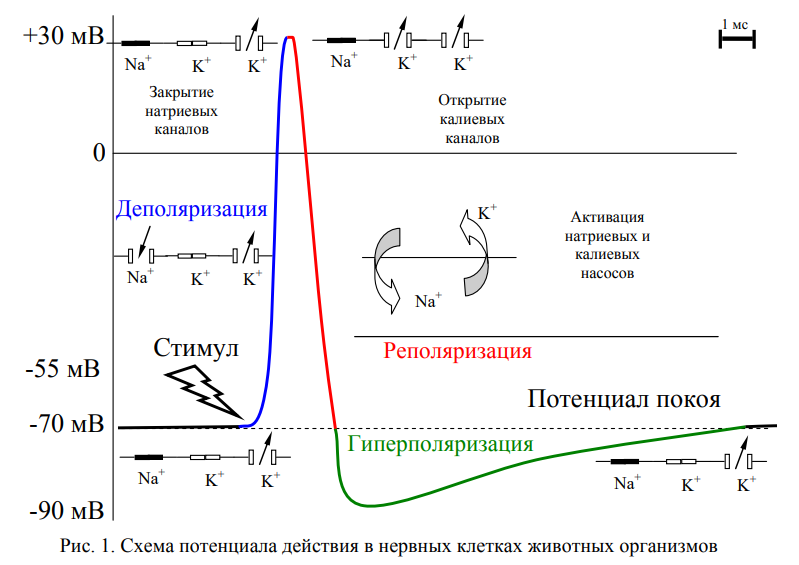 +30 мВ
1 мс
Na⁺
K⁺
K⁺
Na⁺
K⁺
K⁺
Закрытие
натриевых
каналов
Открытие
калиевых
каналов
0
Деполяризация
Na⁺
K⁺
K⁺
K⁺
Na⁺
Активация
натриевых и
калиевых
насосов
Стимул
Реполяризация
-55 мВ
Потенциал покоя
-70 мВ
Гиперполяризация
Na⁺
K⁺
K⁺
Na⁺
K⁺
K⁺
-90 мВ
Рис. 1. Схема потенциала действия в нервных клетках животных организмов